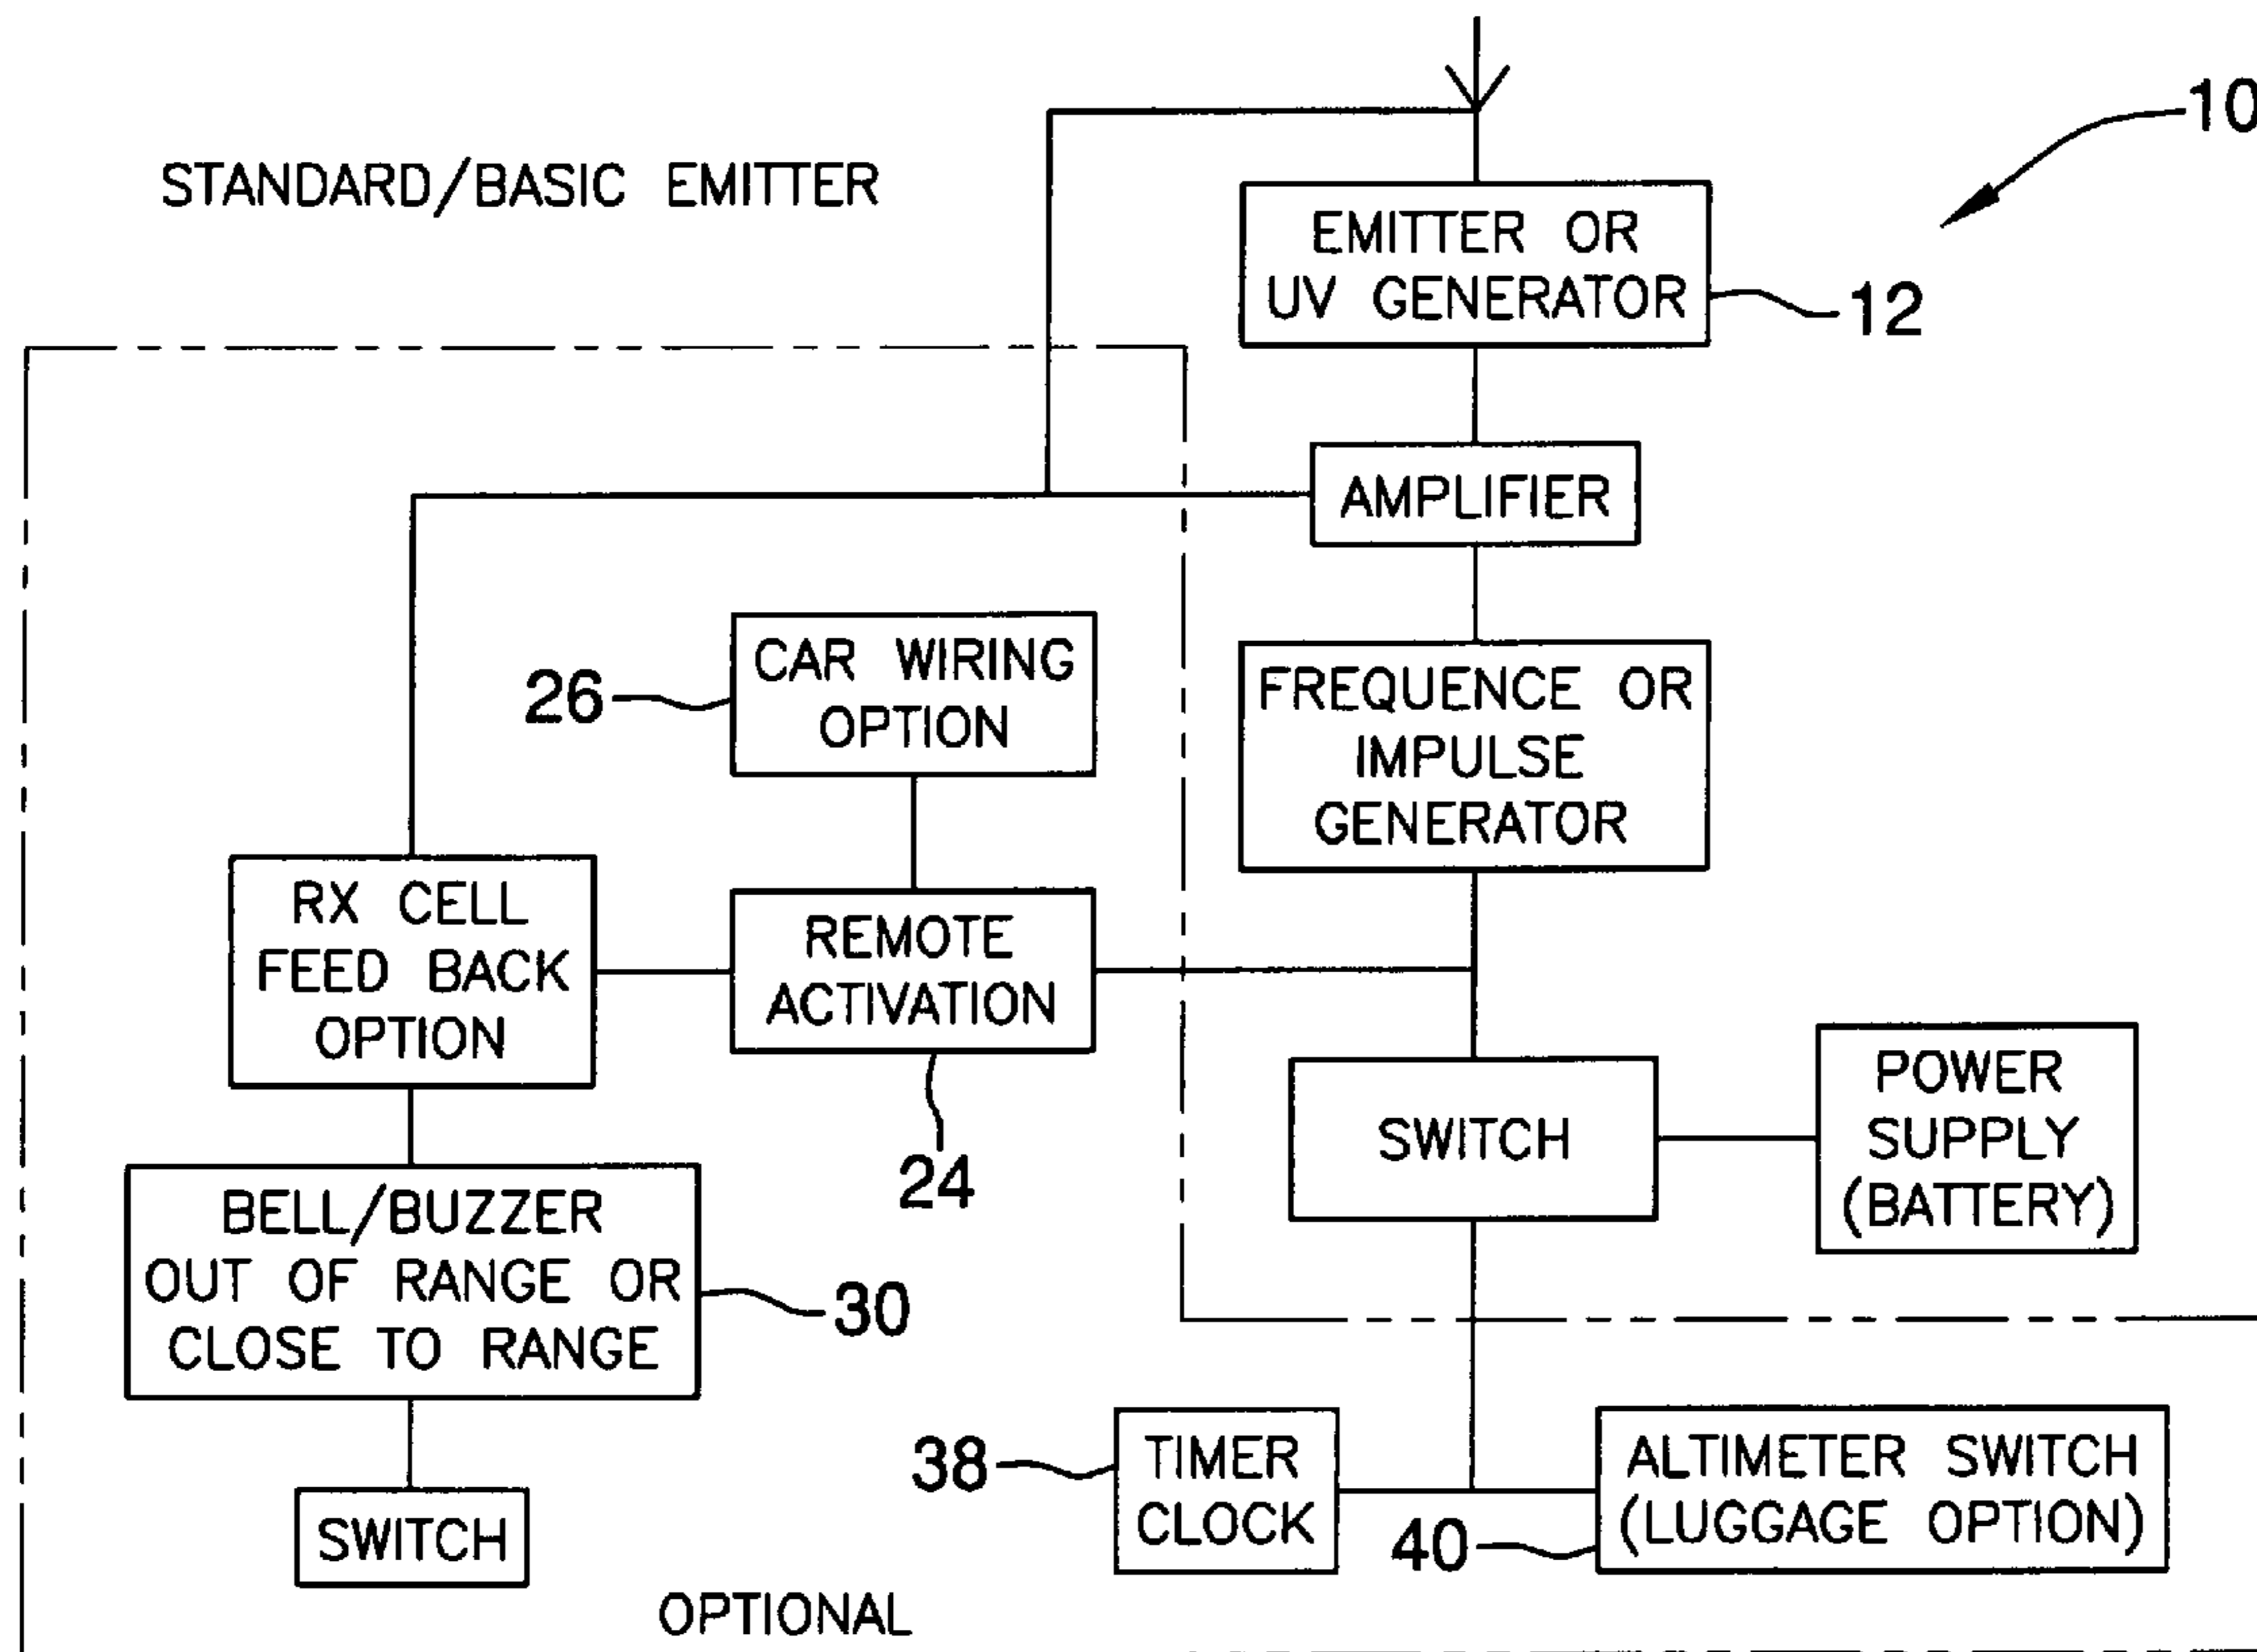 10
STANDARD/BASIC EMITTER
EMITTER OR
UV GENERATOR
12
AMPLIFIER
CAR WIRING
OPTION
26
FREQUENCE OR
IMPULSE
GENERATOR
RX CELL
FEED BACK
OPTION
REMOTE
ACTIVATION
24
SWITCH
POWER
SUPPLY
(BATTERY)
BELL/BUZZER
OUT OF RANGE OR
CLOSE TO RANGE
30
SWITCH
38
TIMER
CLOCK
40
ALTIMETER SWITCH
(LUGGAGE OPTION)
OPTIONAL